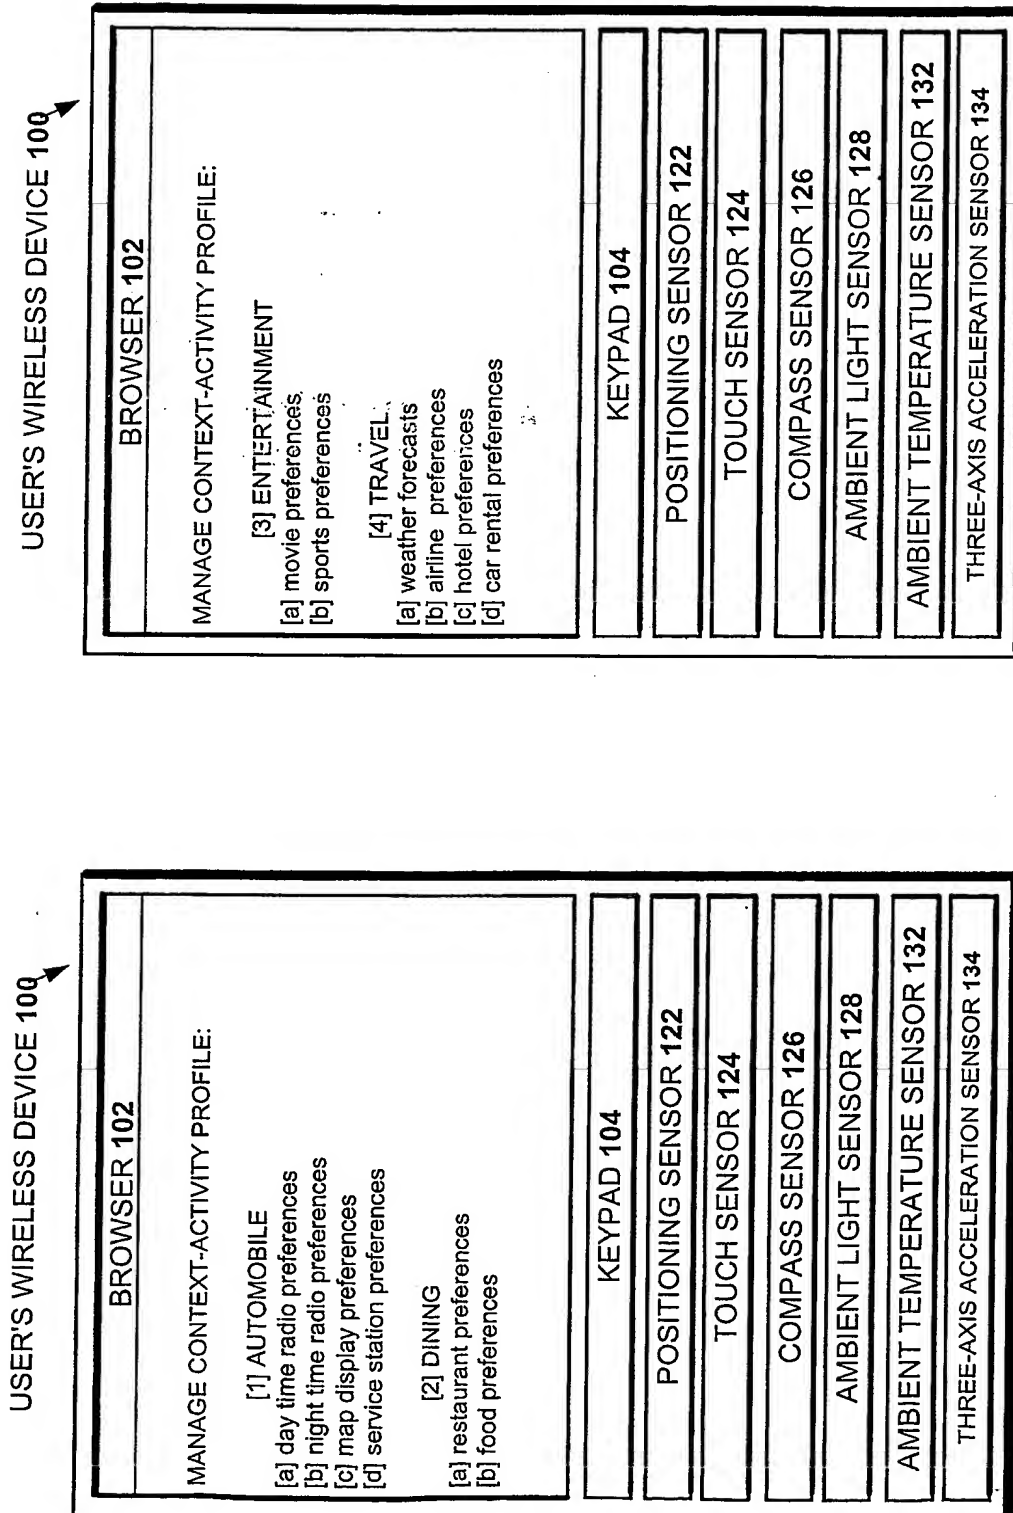 USER'S WIRELESS DEVICE 100
BROWSER 102
MANAGE CONTEXT-ACTIVITY PROFILE:
[1] AUTOMOBILE
[a] day time radio preferences
[b] night time radio preferences
[c] map display preferences
[d] service station preferences
[2] DINING
[a] restaurant preferences
[b] food preferences
KEYPAD 104
POSITIONING SENSOR 122
TOUCH SENSOR 124
COMPASS SENSOR 126
AMBIENT LIGHT SENSOR 128
AMBIENT TEMPERATURE SENSOR 132
THREE-AXIS ACCELERATION SENSOR 134
USER'S WIRELESS DEVICE 100
BROWSER 102
MANAGE CONTEXT-ACTIVITY PROFILE:
[3] ENTERTAINMENT
[a] movie preferences
[b] sports preferences
[4] TRAVEL
[a] weather forecasts
[b] airline preferences
[c] hotel preferences
[d] car rental preferences
KEYPAD 104
POSITIONING SENSOR 122
TOUCH SENSOR 124
COMPASS SENSOR 126
AMBIENT LIGHT SENSOR 128
AMBIENT TEMPERATURE SENSOR 132
THREE-AXIS ACCELERATION SENSOR 134